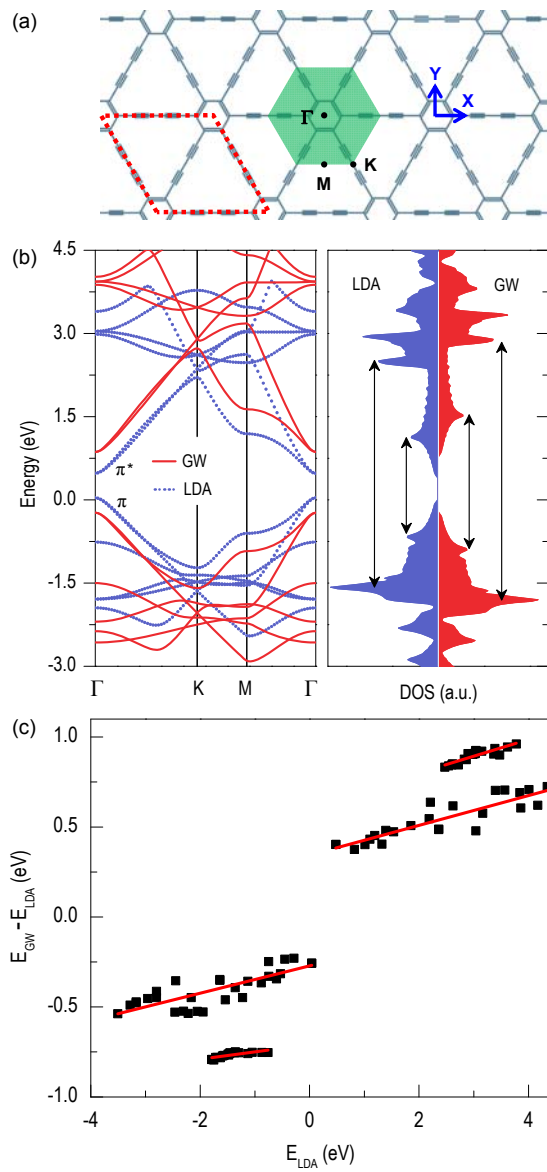 (a)
Y
X
Γ
K
M
(b)
4.5
3.0
1.5
0.0
-1.5
-3.0
Energy (eV)
π*
π
GW
LDA
Γ
K
M
Γ
LDA
GW
DOS (a.u.)
(c)
1.0
0.5
0.0
-0.5
-1.0
E_GW - E_LDA (eV)
-4
-2
0
2
4
E_LDA (eV)